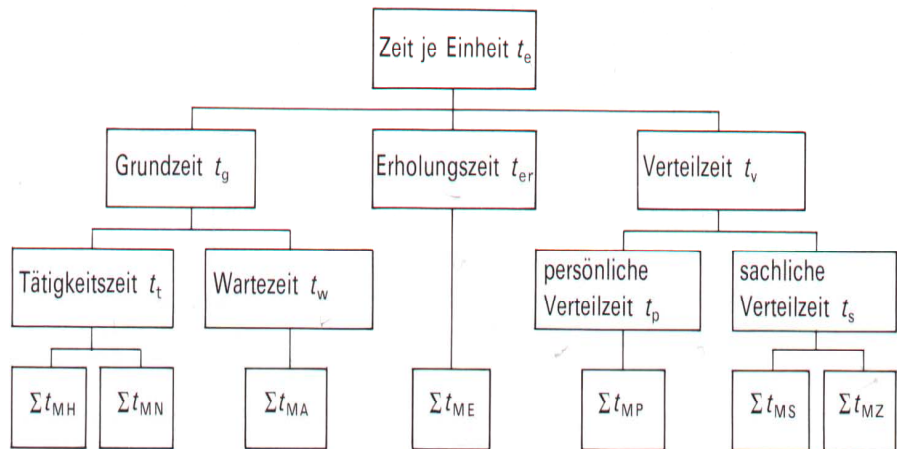 Zeit je Einheit tₑ
Grundzeit t_g
Erholungszeit t_er
Verteilzeit t_v
Tätigkeitszeit t_t
Wartezeit t_w
persönliche
Verteilzeit t_p
sachliche
Verteilzeit t_s
Σt_MH
Σt_MN
Σt_MA
Σt_ME
Σt_MP
Σt_MS
Σt_MZ